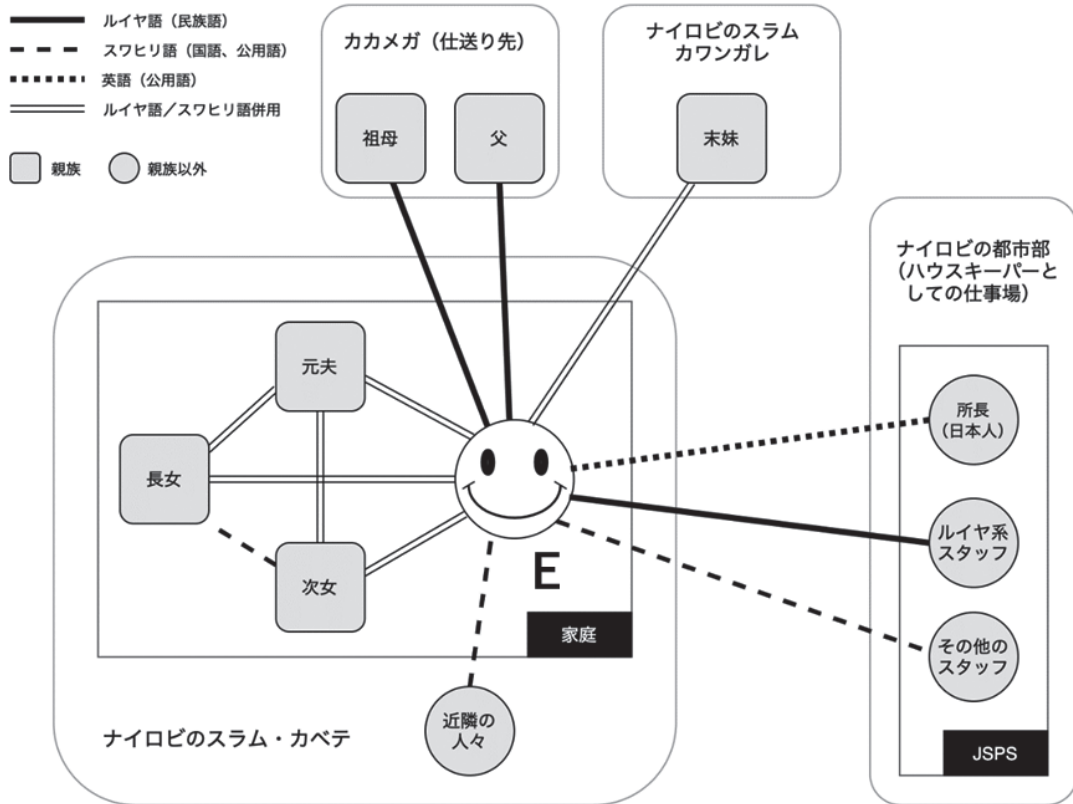 ルイヤ語（民族語）
スワヒリ語（国語、公用語）
英語（公用語）
ルイヤ語／スワヒリ語併用
親族
親族以外
カカメガ（仕送り先）
祖母
父
ナイロビのスラム
カワンガレ
末妹
ナイロビの都市部
（ハウスキーパーと
しての仕事場）
所長
（日本人）
ルイヤ系
スタッフ
その他の
スタッフ
JSPS
元夫
長女
次女
E
家庭
近隣の
人々
ナイロビのスラム・カベテ